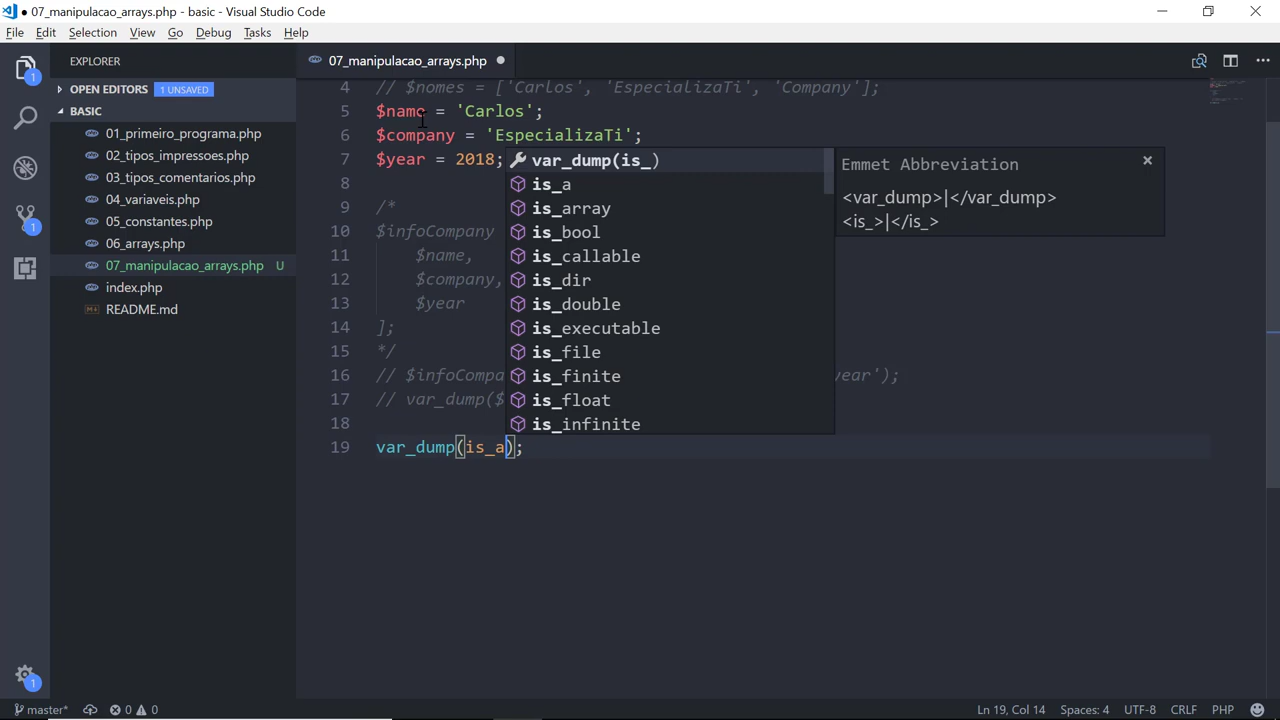 07_manipulacao_arrays.php - basic - Visual Studio Code
File Edit Selection View Go Debug Tasks Help
EXPLORER
07_manipulacao_arrays.php
OPEN EDITORS 1 UNSAVED
BASIC
01_primeiro_programa.php
02_tipos_impressoes.php
03_tipos_comentarios.php
04_variaveis.php
05_constantes.php
06_arrays.php
07_manipulacao_arrays.php U
index.php
README.md
1
1
1
4 // $nomes = ['Carlos', 'EspecializaTi', 'Company'];
5 $name = 'Carlos';
6 $company = 'EspecializaTi';
7 $year = 2018;
8
9 /*
10 $infoCompany
11 $name,
12 $company,
13 $year
14 ];
15 */
16 // $infoCompa year');
17 // var_dump($
18
19 var_dump(is_a);
var_dump(is_)
is_a
is_array
is_bool
is_callable
is_dir
is_double
is_executable
is_file
is_finite
is_float
is_infinite
Emmet Abbreviation
<var_dump>|</var_dump>
<is_>|</is_>
master* 0 0 Ln 19, Col 14 Spaces: 4 UTF-8 CRLF PHP